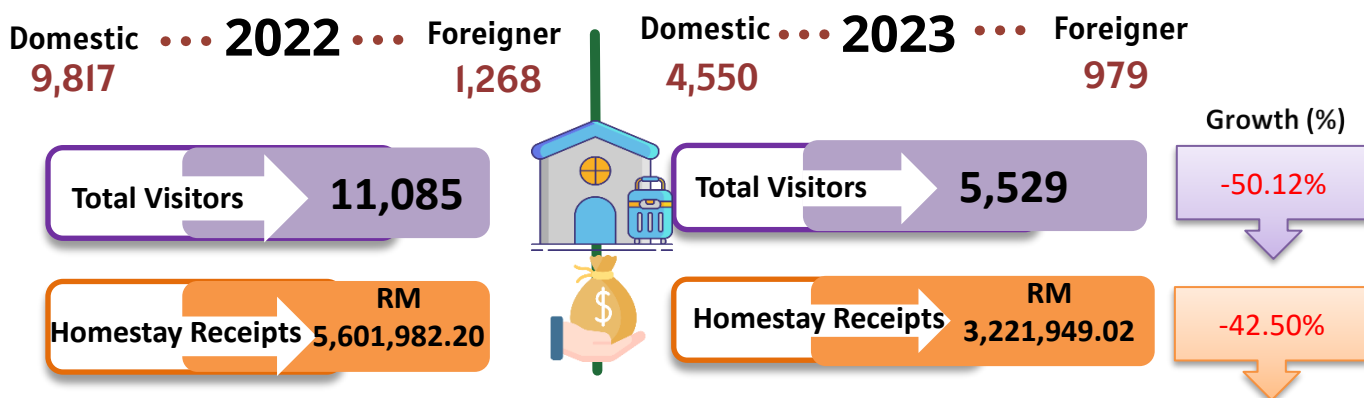 Domestic ••• 2022 ••• Foreigner
9,817 1,268
Domestic ••• 2023 ••• Foreigner
4,550 979
Growth (%)
Total Visitors 11,085
Total Visitors 5,529
-50.12%
$
Homestay Receipts RM
5,601,982.20
Homestay Receipts RM
3,221,949.02
-42.50%